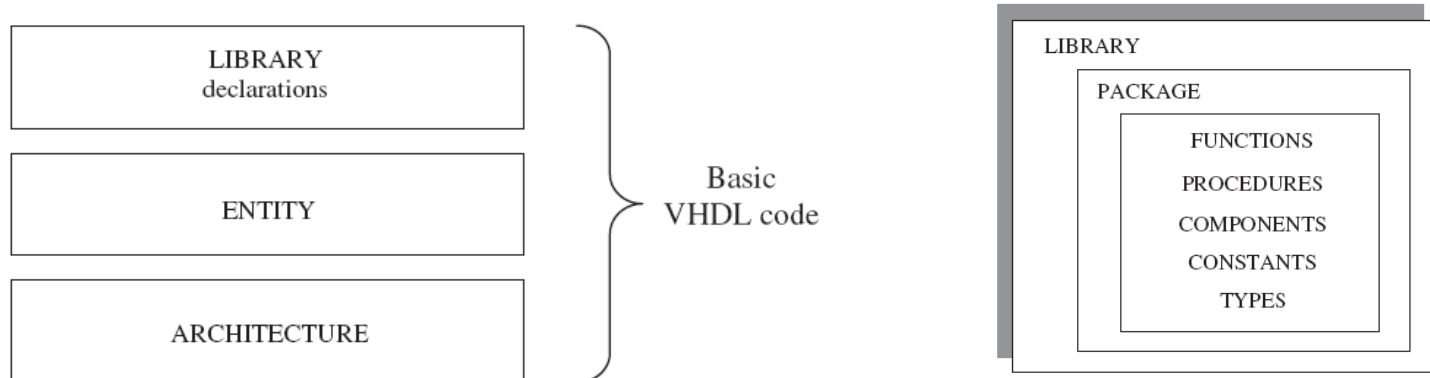 LIBRARY
declarations
ENTITY
ARCHITECTURE
Basic
VHDL code
LIBRARY
PACKAGE
FUNCTIONS
PROCEDURES
COMPONENTS
CONSTANTS
TYPES